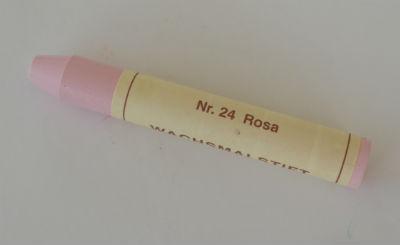 Nr. 24 Rosa
WACHSMALSTIFT